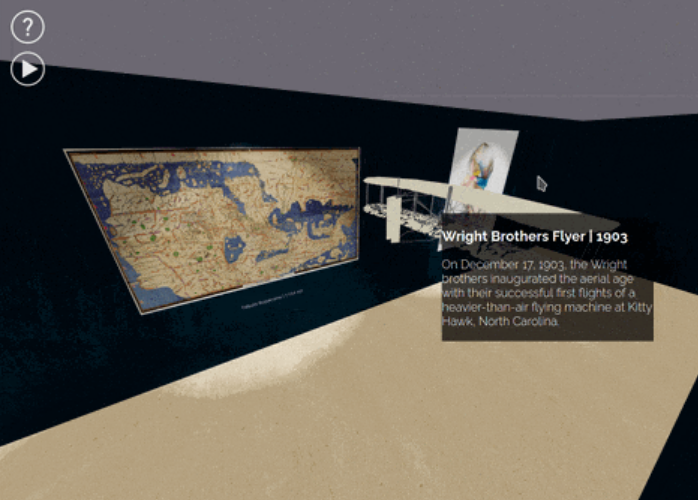 ?
Wright Brothers Flyer | 1903
On December 17, 1903, the Wright
brothers inaugurated the aerial age
with their successful first flights of a
heavier-than-air flying machine at Kitty
Hawk, North Carolina.